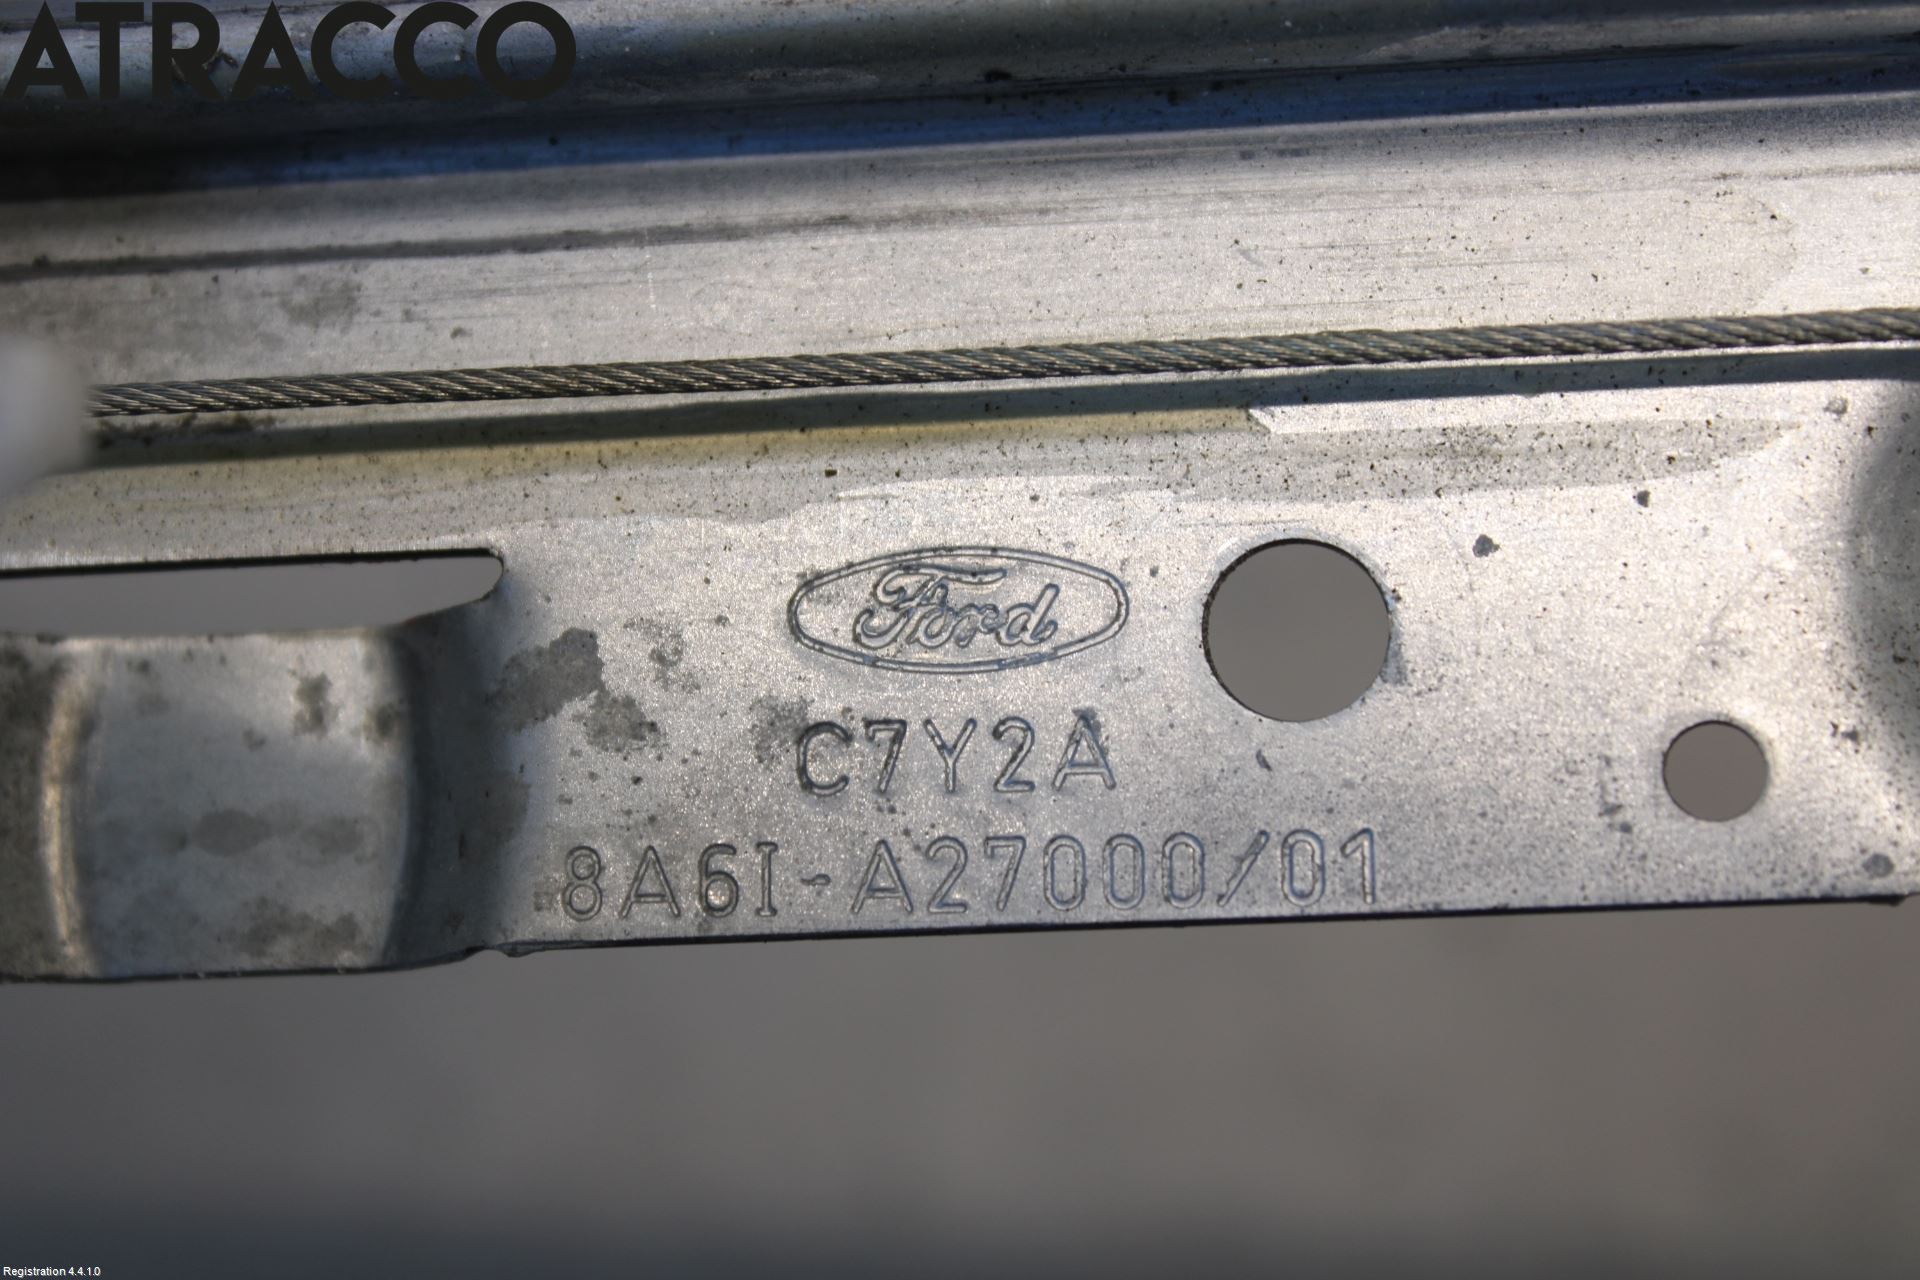 ATRACCO
Ford
C7Y2A
8A6I-A27000/01
Registration 4.4.1.0